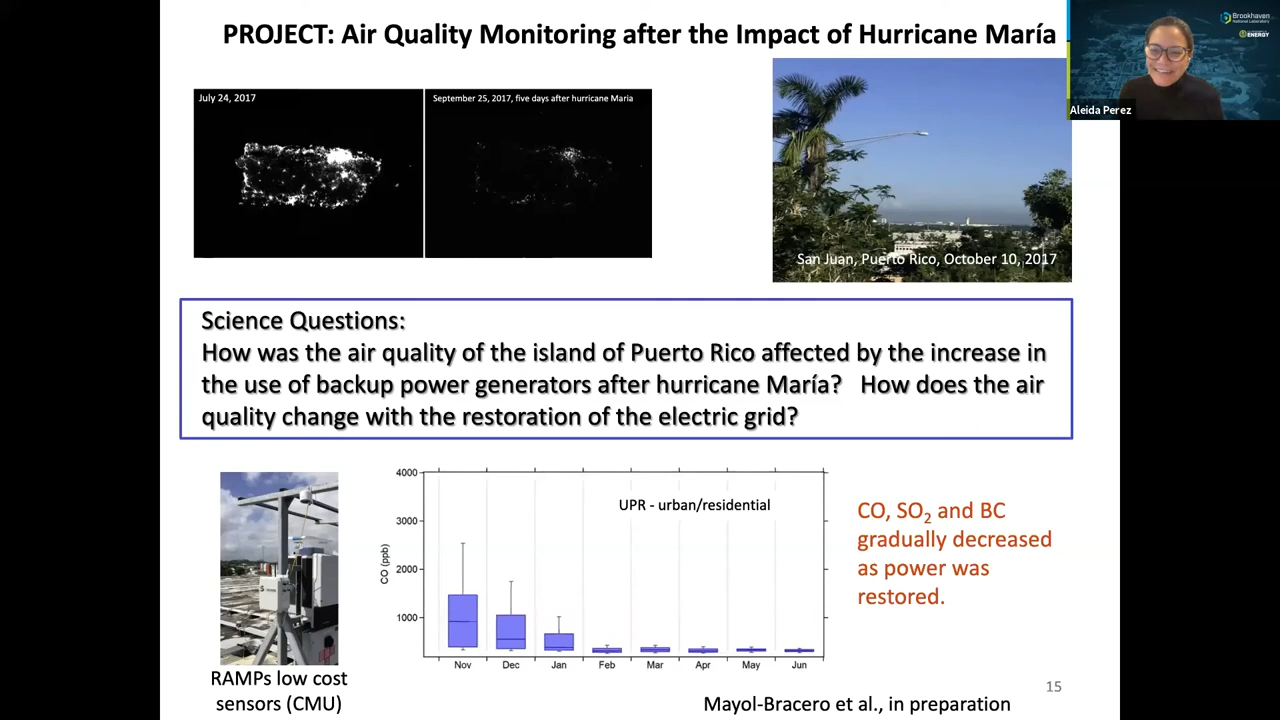 PROJECT: Air Quality Monitoring after the Impact of Hurricane María
Brookhaven
National Laboratory
ENERGY
Aleida Perez
July 24, 2017
September 25, 2017, five days after hurricane Maria
San Juan, Puerto Rico, October 10, 2017
Science Questions:
How was the air quality of the island of Puerto Rico affected by the increase in
the use of backup power generators after hurricane María? How does the air
quality change with the restoration of the electric grid?
RAMPs low cost
sensors (CMU)
UPR - urban/residential
CO (ppb)
4000
3000
2000
1000
Nov Dec Jan Feb Mar Apr May Jun
CO, SO₂ and BC
gradually decreased
as power was
restored.
15
Mayol-Bracero et al., in preparation